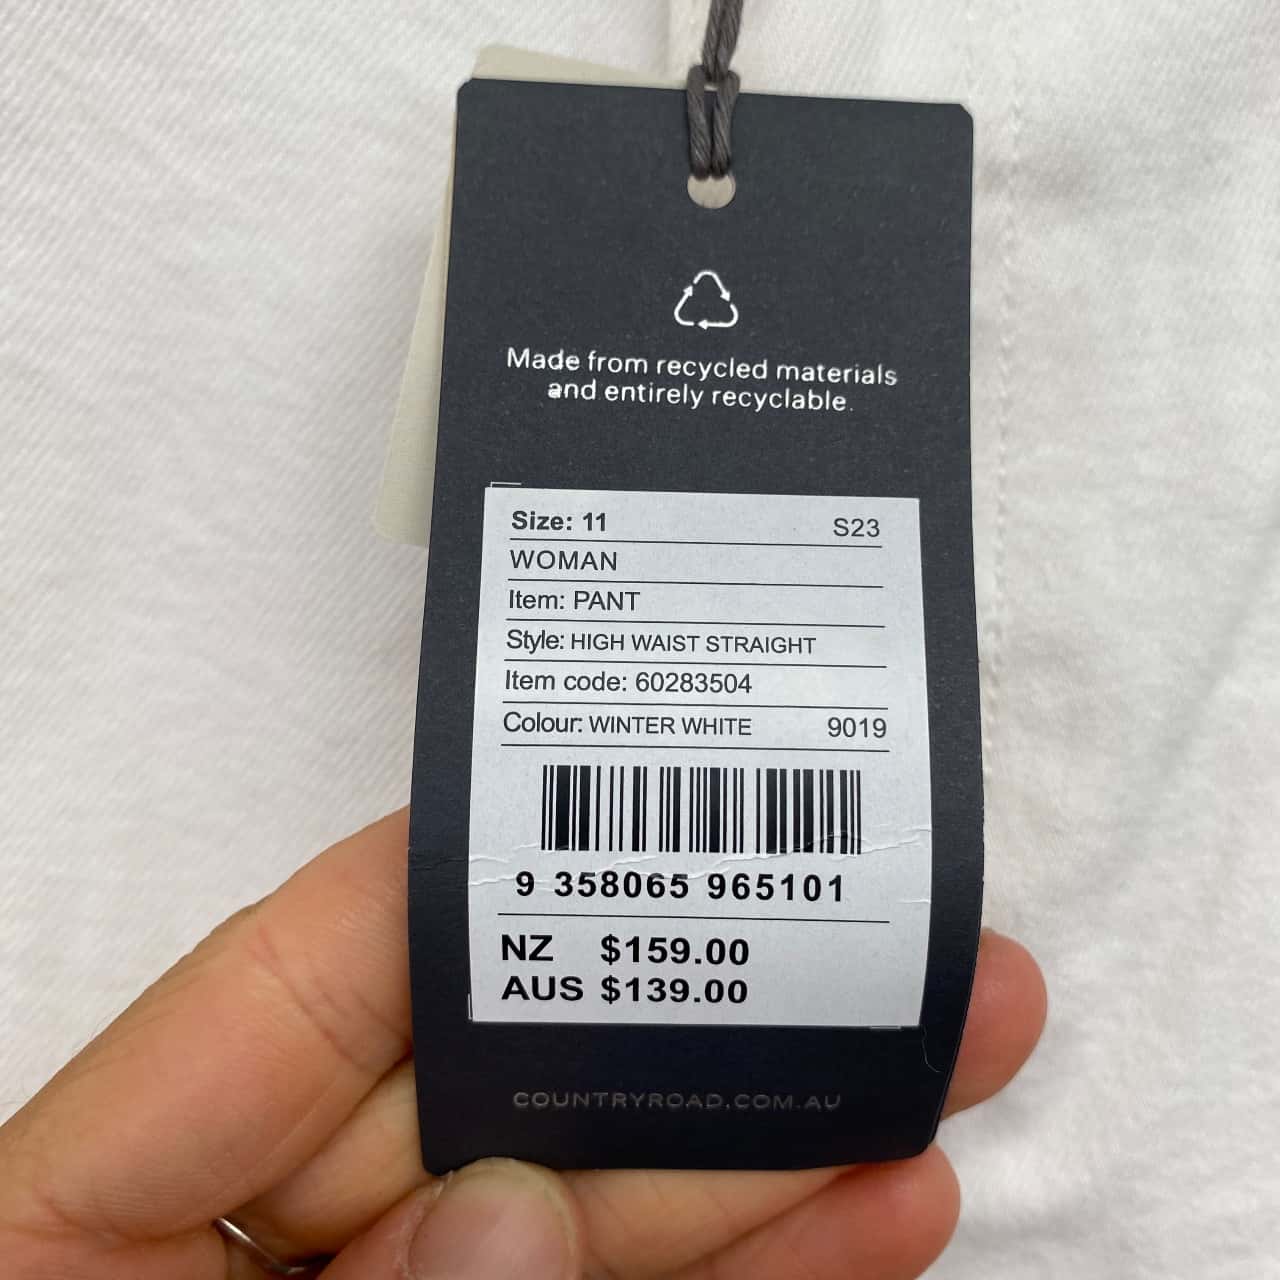 Made from recycled materials
and entirely recyclable.
Size: 11 S23
WOMAN
Item: PANT
Style: HIGH WAIST STRAIGHT
Item code: 60283504
Colour: WINTER WHITE 9019
9 358065 965101
NZ $159.00
AUS $139.00
COUNTRYROAD.COM.AU